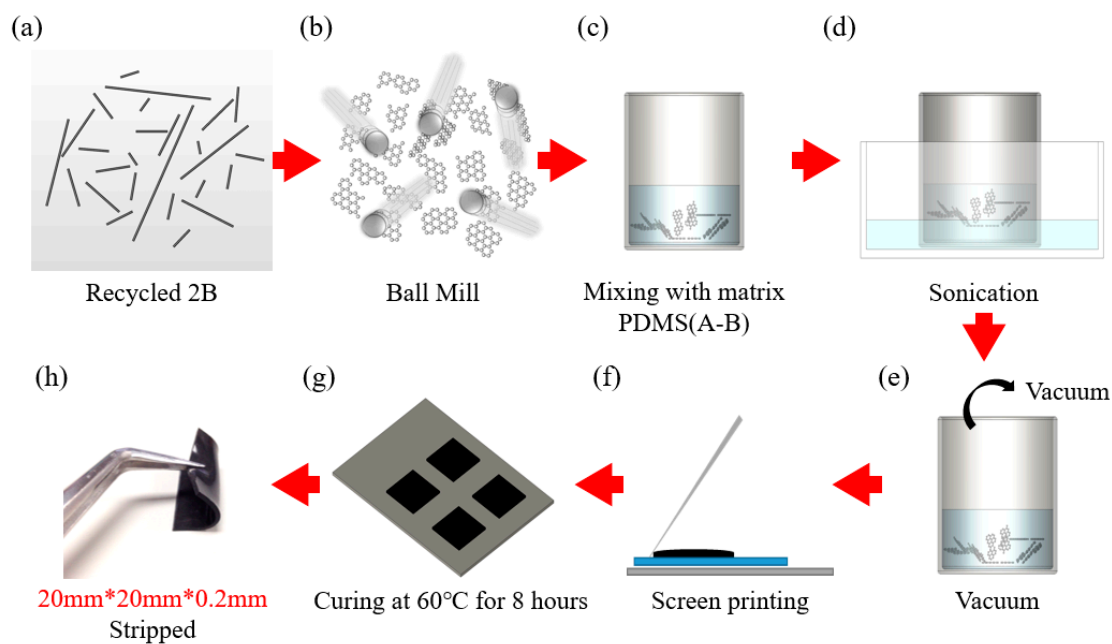 (a)
(b)
(c)
(d)
Recycled 2B
Ball Mill
Mixing with matrix
PDMS(A-B)
Sonication
(h)
(g)
(f)
(e)
Vacuum
20mm*20mm*0.2mm
Stripped
Curing at 60℃ for 8 hours
Screen printing
Vacuum